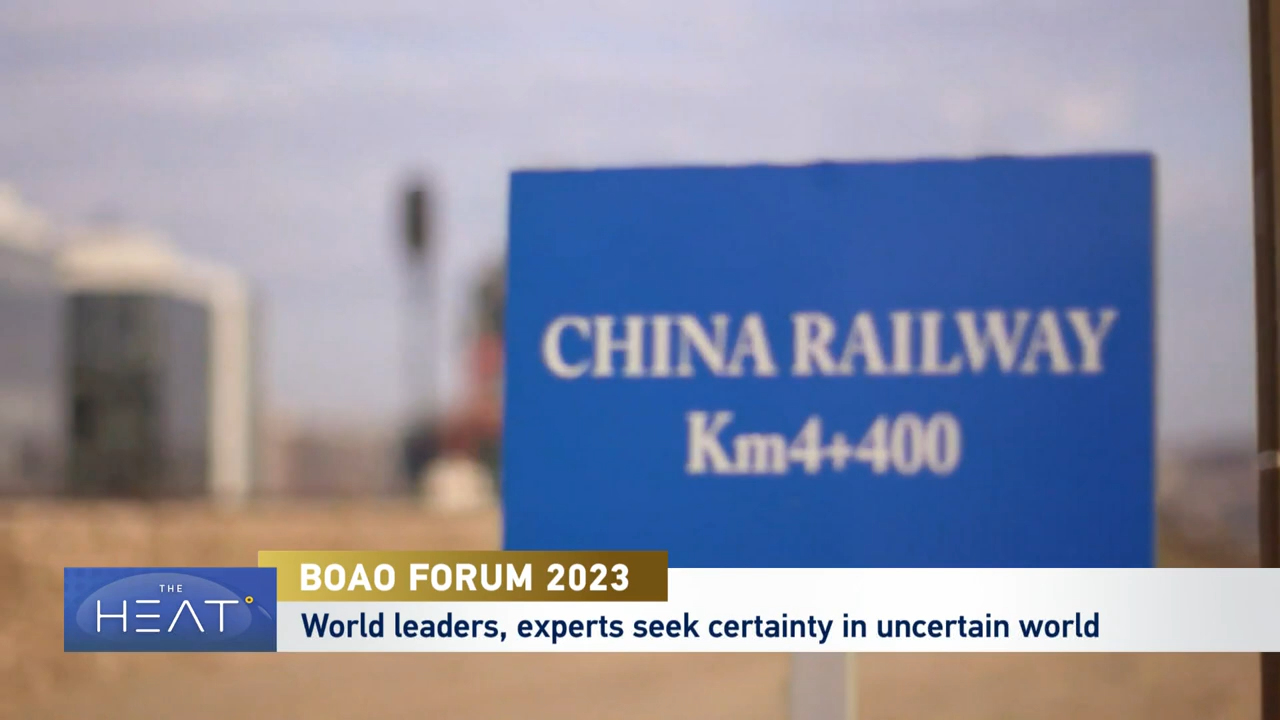 CHINA RAILWAY
Km4+400
BOAO FORUM 2023
THE
HEAT°
World leaders, experts seek certainty in uncertain world